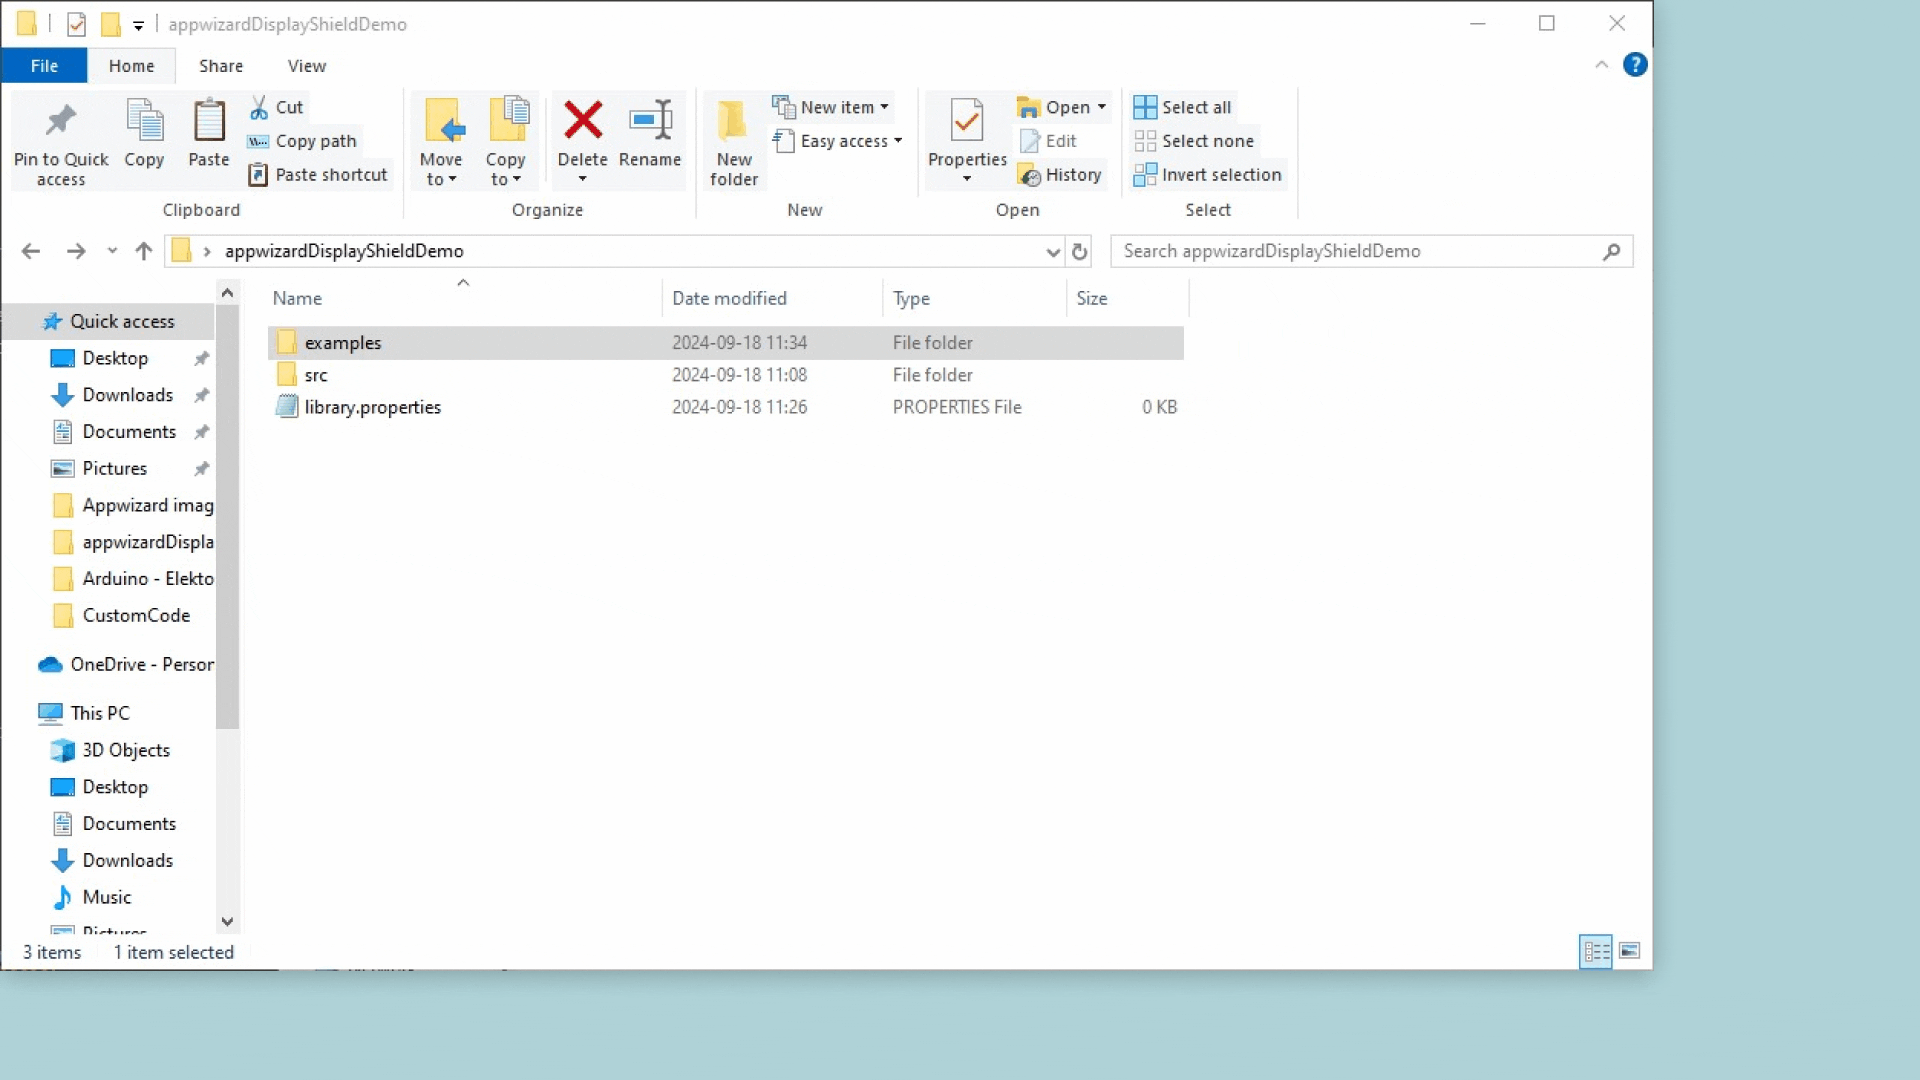 appwizardDisplayShieldDemo
File
Home
Share
View
?
Pin to Quick
access
Copy
Paste
Cut
Copy path
Paste shortcut
Clipboard
Move
to
Copy
to
Delete
Rename
Organize
New
folder
New item
Easy access
New
Properties
Open
Edit
History
Open
Select all
Select none
Invert selection
Select
appwizardDisplayShieldDemo
Search appwizardDisplayShieldDemo
Name
Date modified
Type
Size
examples
2024-09-18 11:34
File folder
src
2024-09-18 11:08
File folder
library.properties
2024-09-18 11:26
PROPERTIES File
0 KB
Quick access
Desktop
Downloads
Documents
Pictures
Appwizard imag
appwizardDispla
Arduino - Elekto
CustomCode
OneDrive - Person
This PC
3D Objects
Desktop
Documents
Downloads
Music
Pictures
3 items
1 item selected